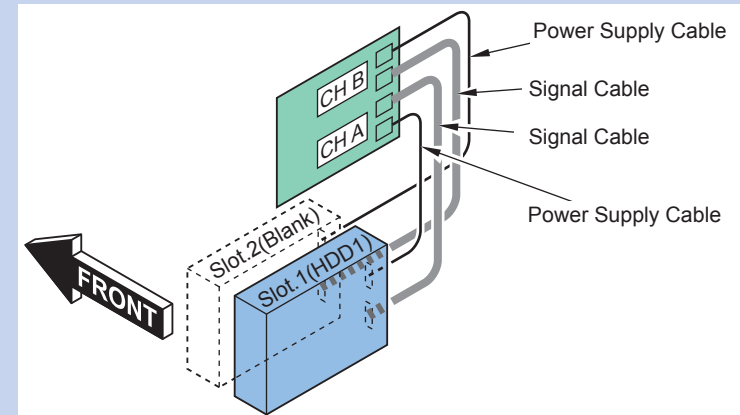 Power Supply Cable
CH B
Signal Cable
CH A
Signal Cable
Power Supply Cable
Slot.2(Blank)
Slot.1(HDD1)
FRONT